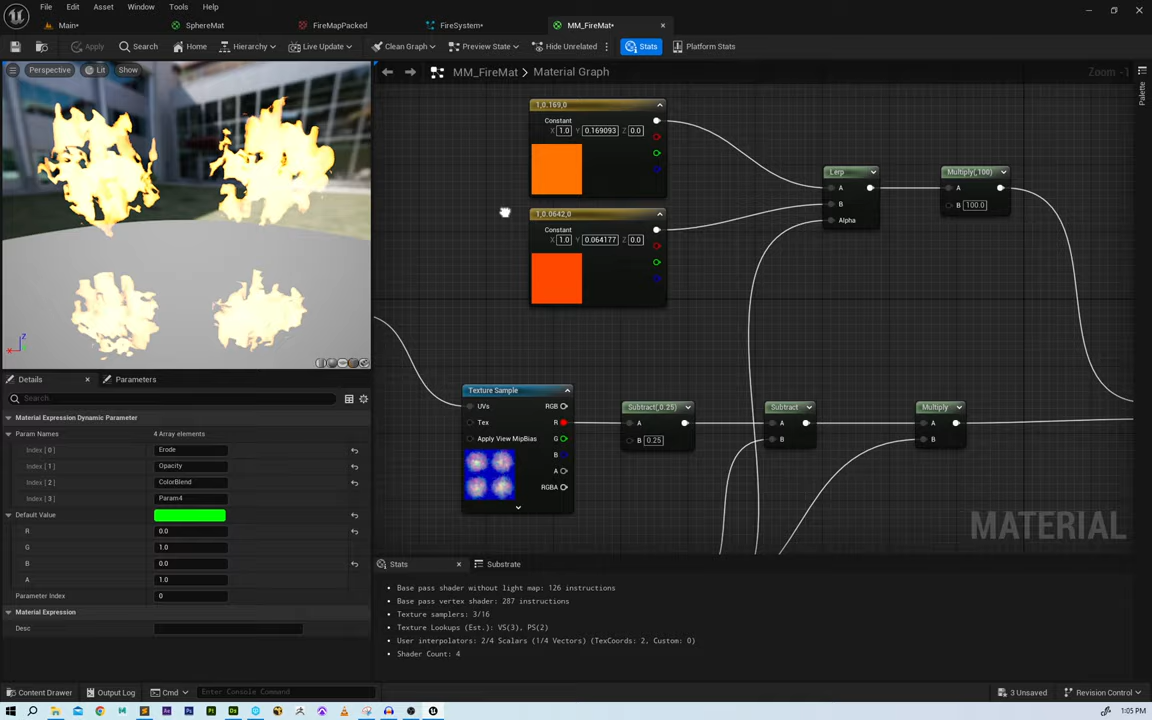 File Edit Asset Window Tools Help
Main•
SphereMat
FireMapPacked
FireSystem•
MM_FireMat•
Apply
Search
Home
Hierarchy
Live Update
Clean Graph
Preview State
Hide Unrelated
Stats
Platform Stats
Perspective
Lit
Show
MM_FireMat > Material Graph
Zoom -1
Palette
1,0.169,0
Constant
X 1.0 Y 0.169093 Z 0.0
1,0.0642,0
Constant
X 1.0 Y 0.064177 Z 0.0
Lerp
A
B
Alpha
Multiply(,100)
A
B 100.0
Texture Sample
UVs RGB
Tex R
Apply View MipBias G
B
A
RGBA
Subtract(,0.25)
A
B 0.25
Subtract
A
B
Multiply
A
B
MATERIAL
Z
X
Details
Parameters
Search...
Material Expression Dynamic Parameter
Param Names 4 Array elements
Index [ 0 ] Erode
Index [ 1 ] Opacity
Index [ 2 ] ColorBlend
Index [ 3 ] Param4
Default Value
R 0.0
G 1.0
B 0.0
A 1.0
Parameter Index 0
Material Expression
Desc
Stats
Substrate
Base pass shader without light map: 126 instructions
Base pass vertex shader: 287 instructions
Texture samplers: 3/16
Texture Lookups (Est.): VS(3), PS(2)
User interpolators: 2/4 Scalars (1/4 Vectors) (TexCoords: 2, Custom: 0)
Shader Count: 4
Content Drawer
Output Log
Cmd
Enter Console Command
3 Unsaved
Revision Control
1:05 PM